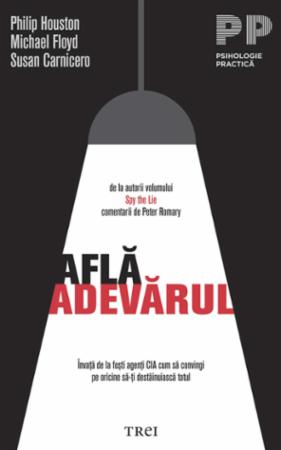 Philip Houston
Michael Floyd
Susan Carnicero
PP
PSIHOLOGIE
PRACTICĂ
de la autorii volumului
Spy the Lie
comentarii de Peter Romary
AFLĂ
ADEVĂRUL
Învață de la foști agenți CIA cum să convingi
pe oricine să-ți destăinuiască totul
TREI